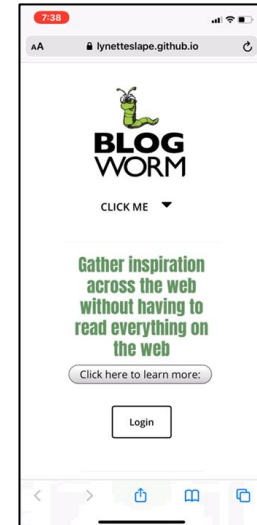 7:38
AA lynetteslape.github.io
BLOG
WORM
CLICK ME
Gather inspiration
across the web
without having to
read everything on
the web
Click here to learn more:
Login